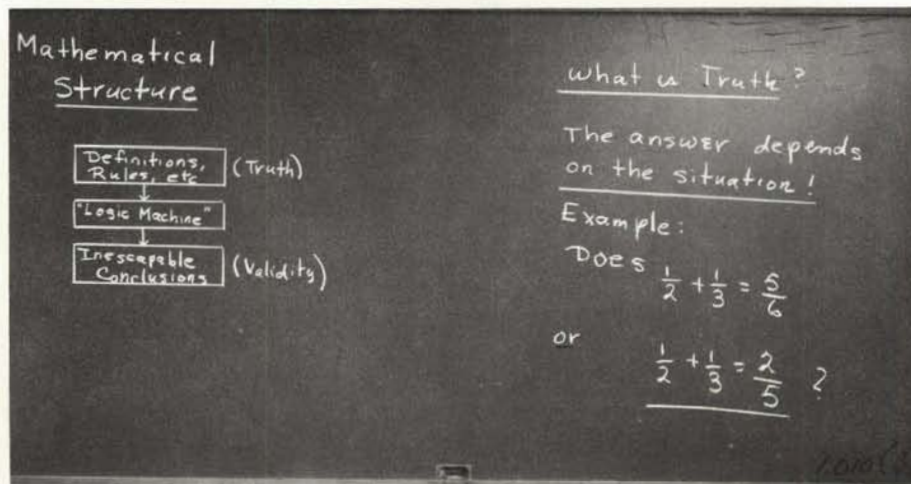 Mathematical
Structure
Definitions,
Rules, etc
(Truth)
"Logic Machine"
Inescapable
Conclusions
(Validity)
What is Truth?
The answer depends
on the situation!
Example:
Does 1/2 + 1/3 = 5/6
or
1/2 + 1/3 = 2/5 ?